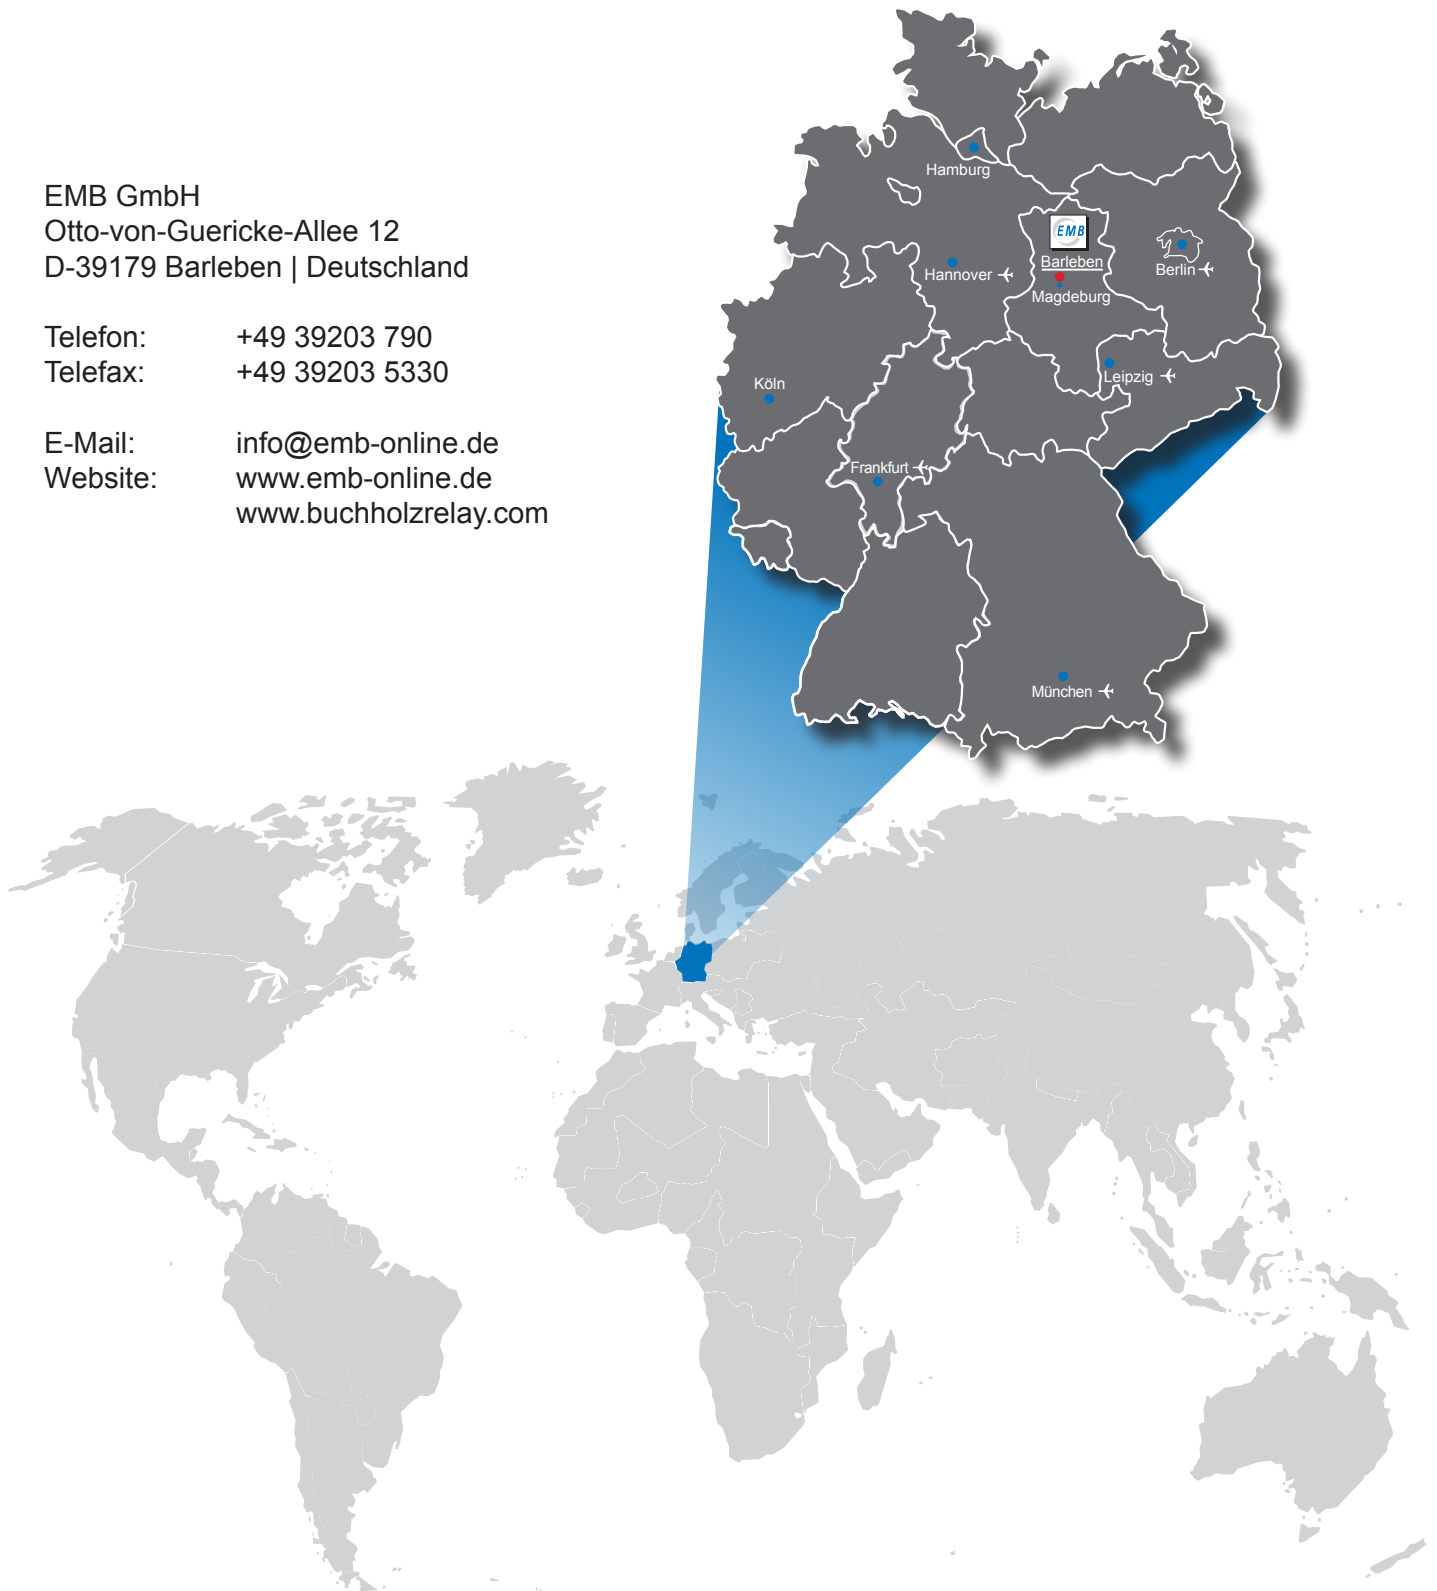 EMB GmbH
Otto-von-Guericke-Allee 12
D-39179 Barleben | Deutschland
Telefon: +49 39203 790
Telefax: +49 39203 5330
E-Mail: info@emb-online.de
Website: www.emb-online.de
www.buchholzrelay.com
Hamburg
EMB
Barleben
Hannover
Berlin
Magdeburg
Leipzig
Köln
Frankfurt
München